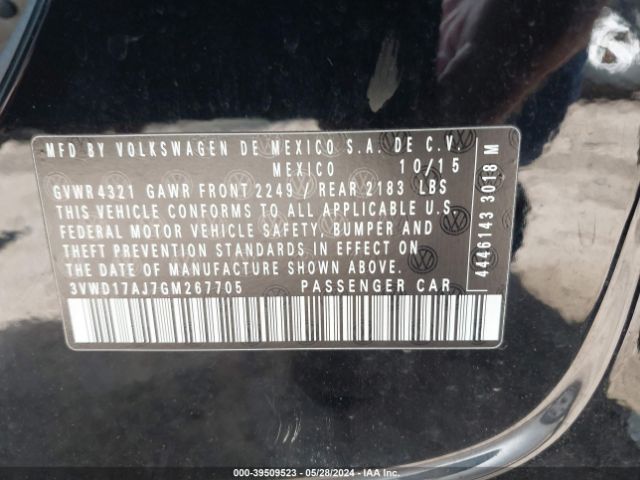 MFD BY VOLKSWAGEN DE MEXICO S.A. DE C.V.
MEXICO 10/15
GVWR 4321 GAWR FRONT 2249 / REAR 2183 LBS
THIS VEHICLE CONFORMS TO ALL APPLICABLE U.S
FEDERAL MOTOR VEHICLE SAFETY, BUMPER AND
THEFT PREVENTION STANDARDS IN EFFECT ON
THE DATE OF MANUFACTURE SHOWN ABOVE.
3VWD17AJ7GM267705 PASSENGER CAR
4446143 3018 M
000-39509523 - 05/28/2024 - IAA Inc.